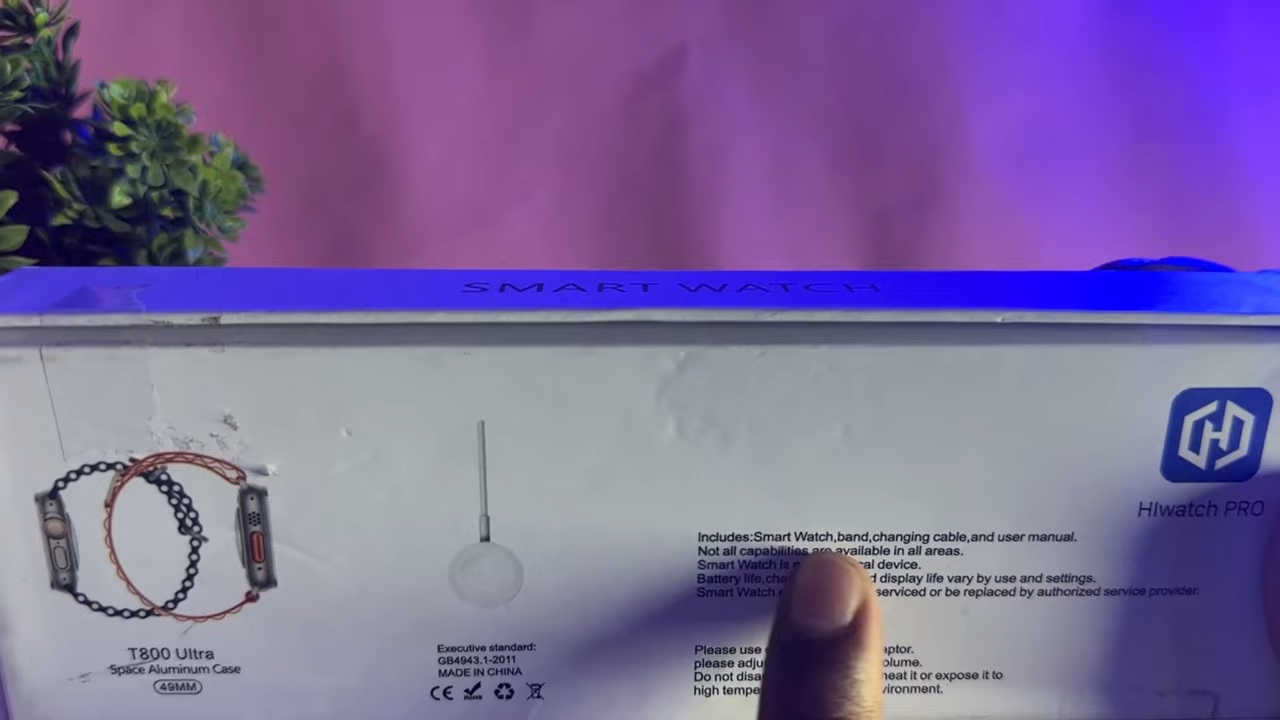 SMART WATCH
HIwatch PRO
Includes:Smart Watch,band,changing cable,and user manual.
Not all capabilities are available in all areas.
Smart Watch is device.
Battery life, d display life vary by use and settings.
Smart Watch serviced or be replaced by authorized service provider.
T800 Ultra
Space Aluminum Case
49MM
Executive standard:
GB4943.1-2011
MADE IN CHINA
CE RoHS
Please use
please adju olume.
Do not disa heat it or expose it to
high tempe vironment.